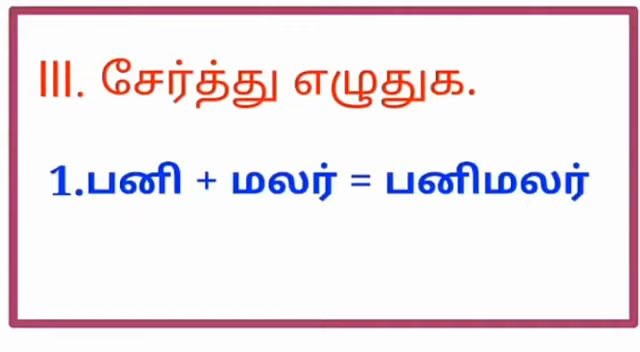 III. சேர்த்து எழுதுக.
1.பனி + மலர் = பனிமலர்